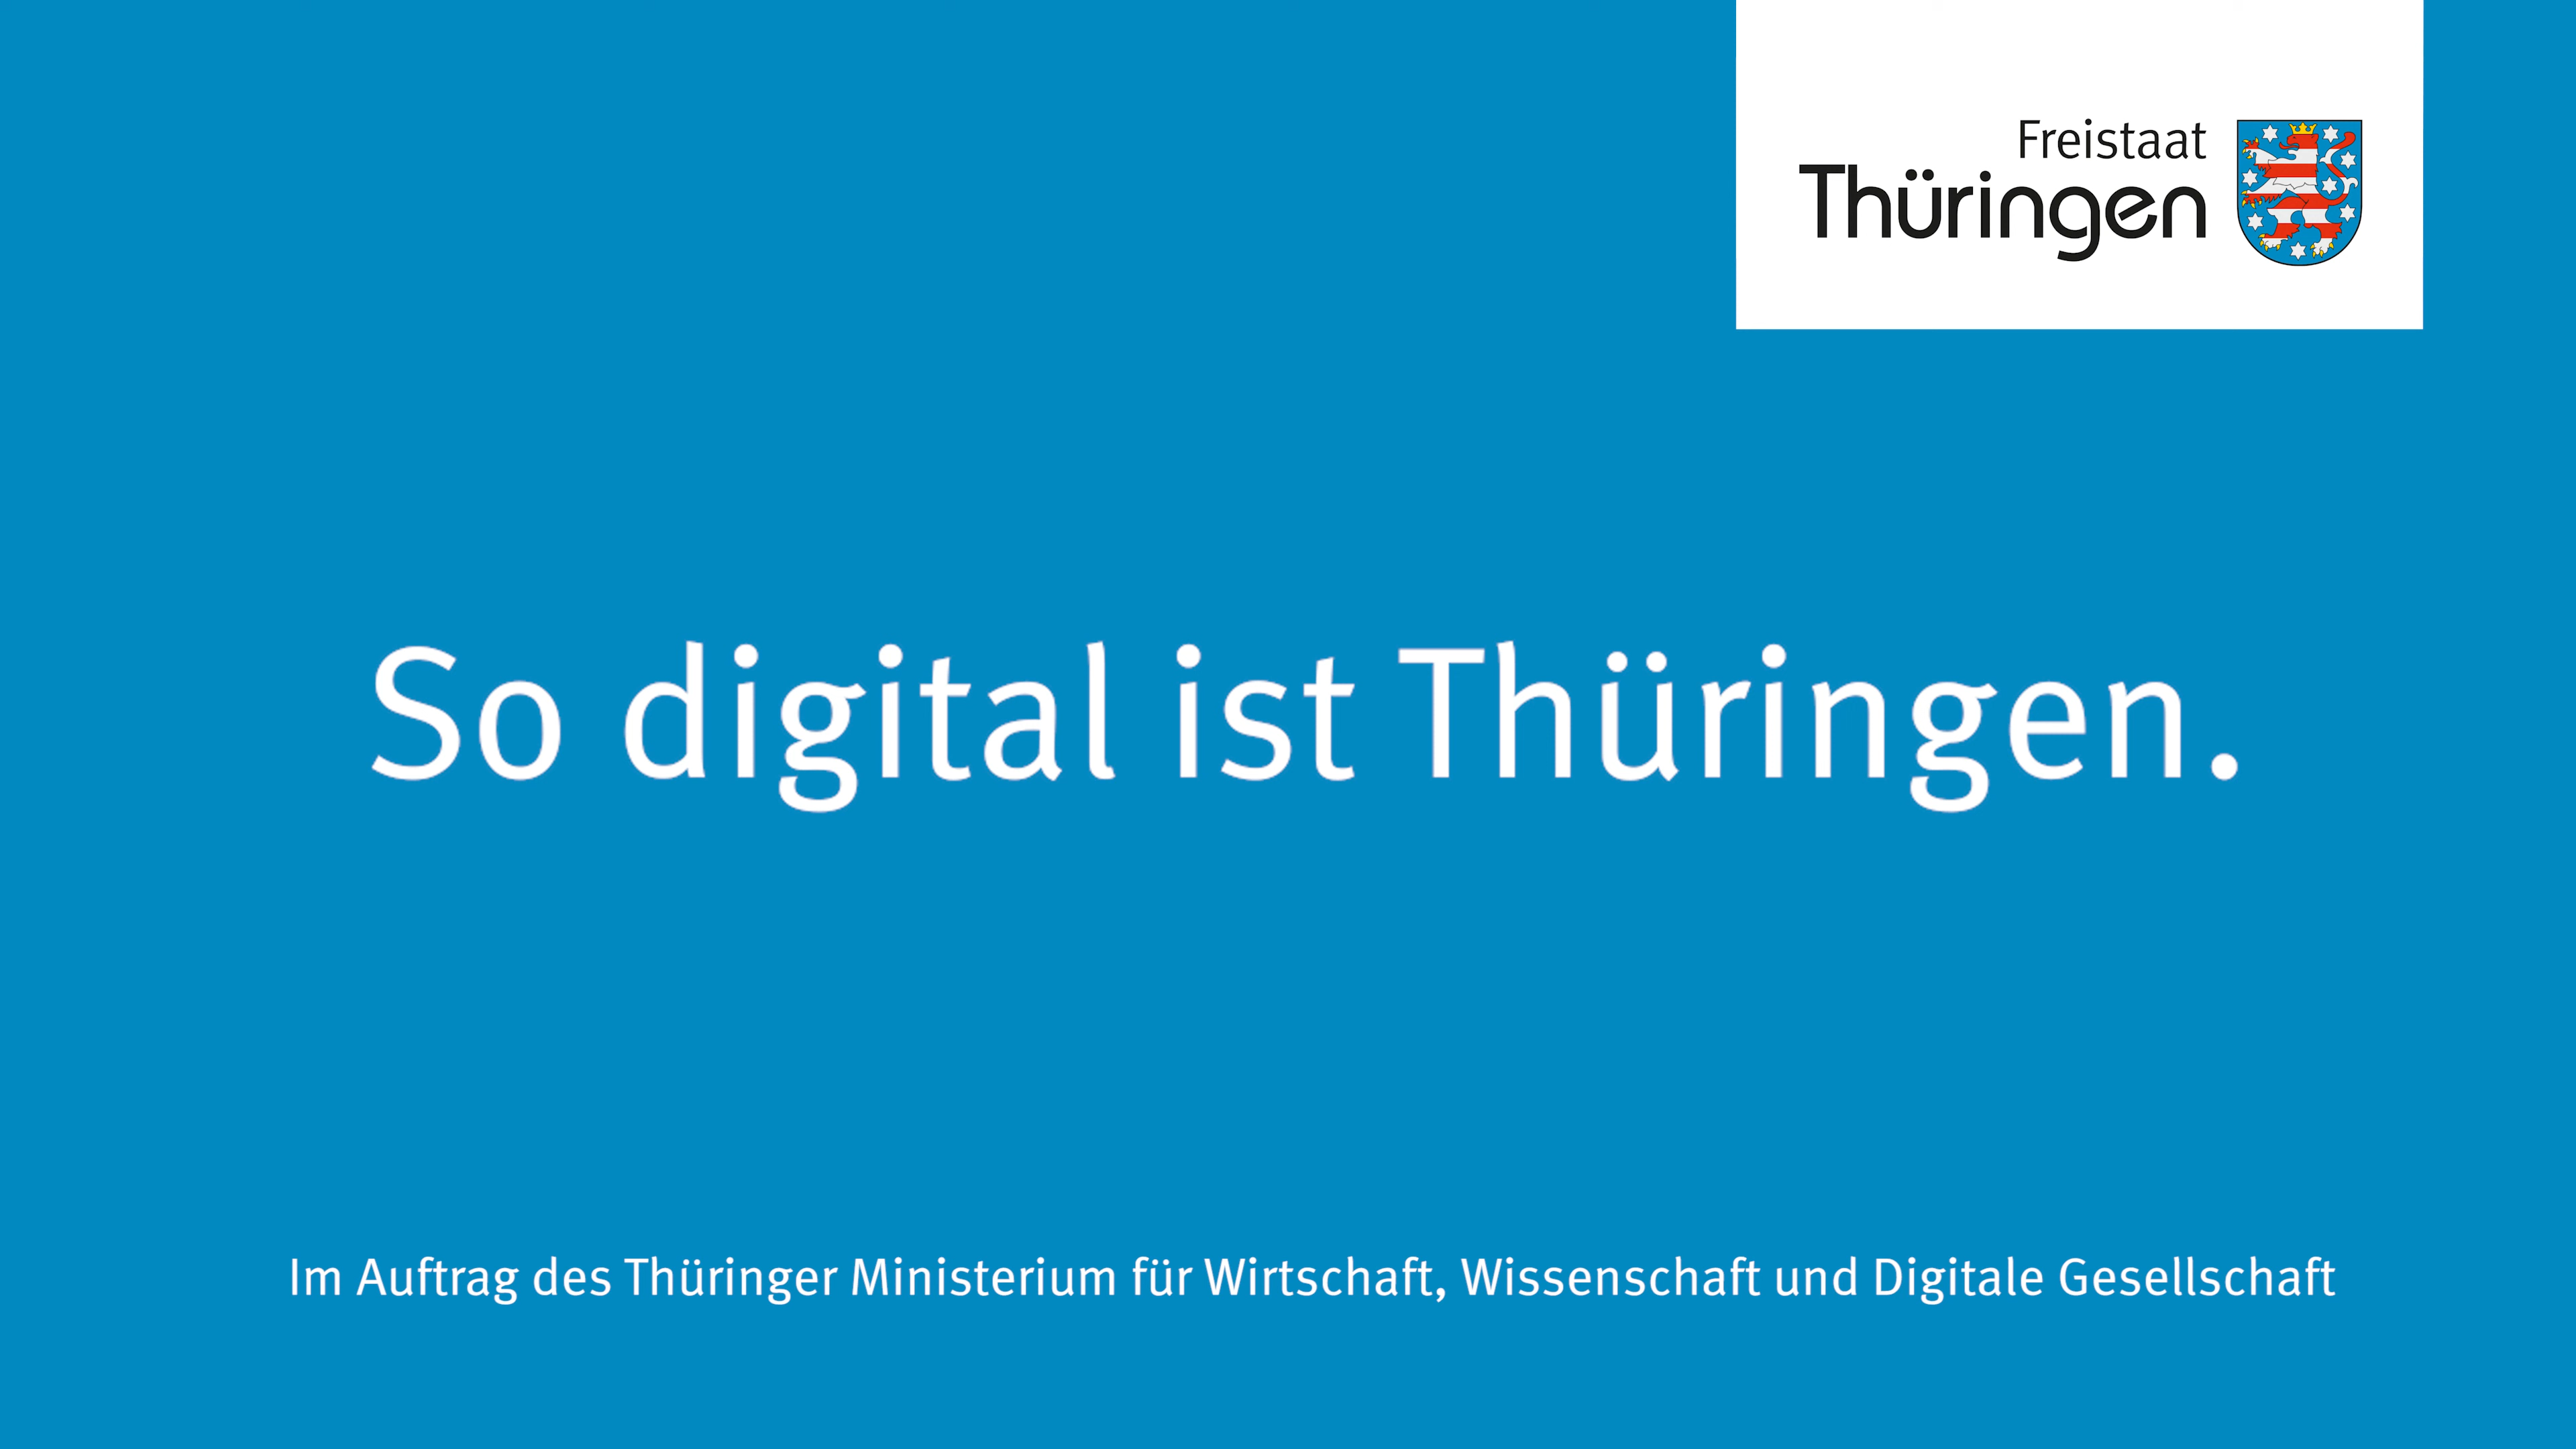 Freistaat
Thüringen
So digital ist Thüringen.
Im Auftrag des Thüringer Ministerium für Wirtschaft, Wissenschaft und Digitale Gesellschaft